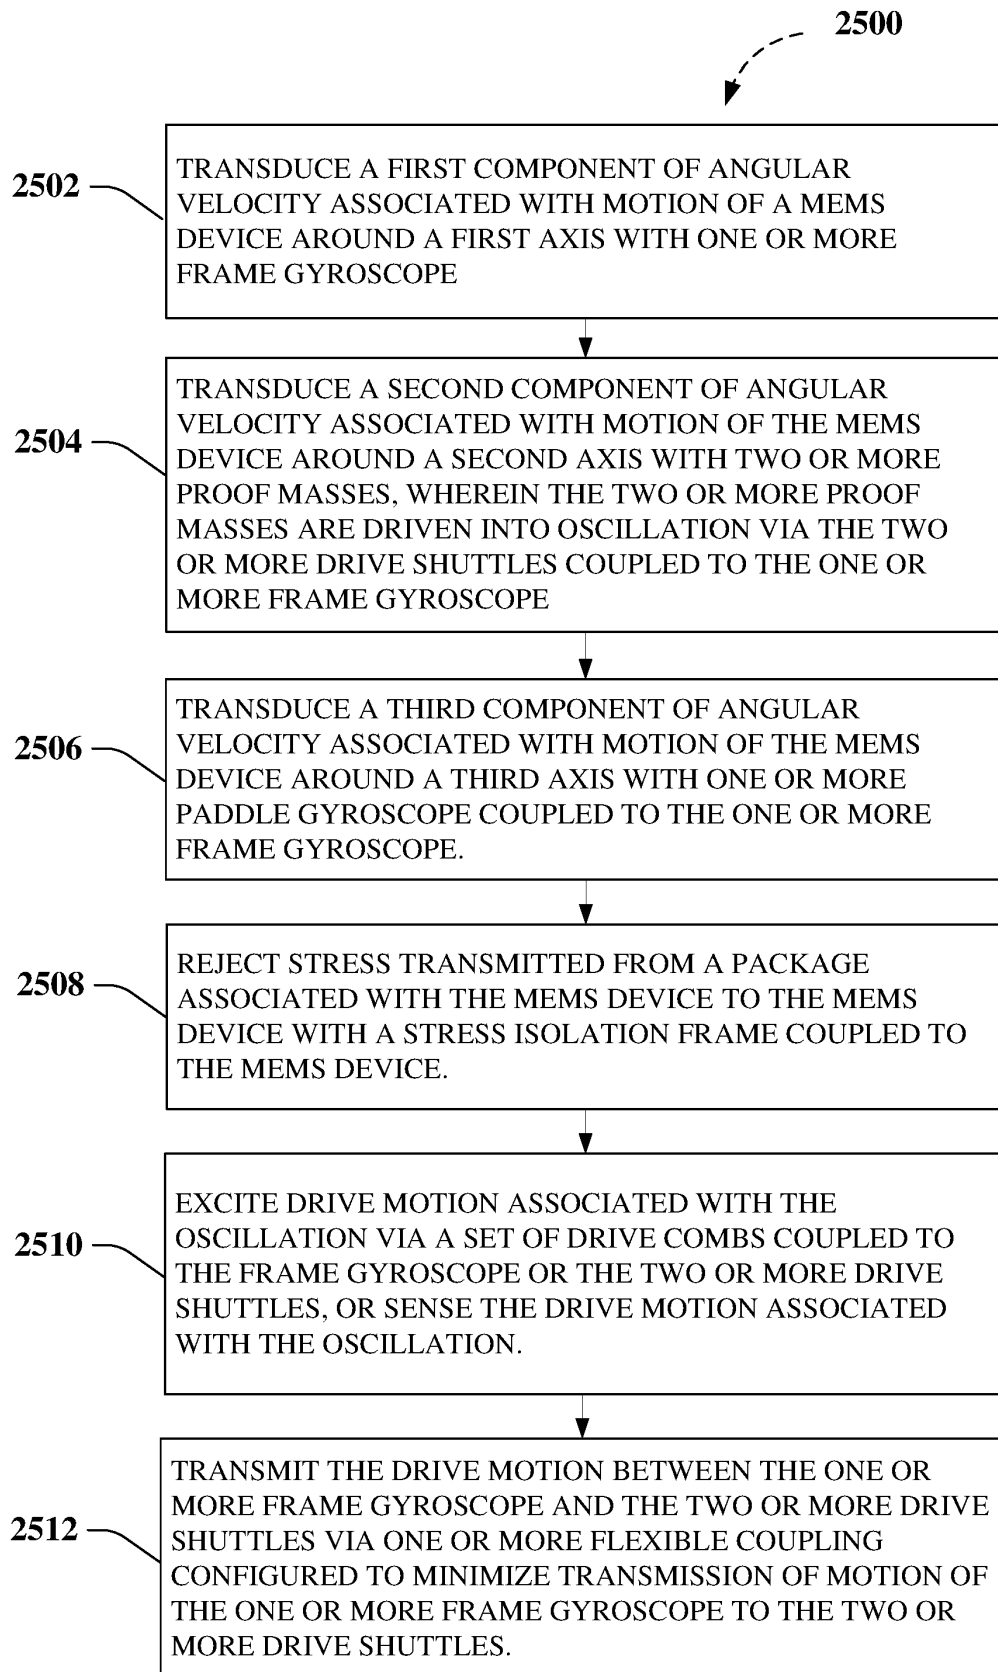 2500
2502
TRANSDUCE A FIRST COMPONENT OF ANGULAR
VELOCITY ASSOCIATED WITH MOTION OF A MEMS
DEVICE AROUND A FIRST AXIS WITH ONE OR MORE
FRAME GYROSCOPE
2504
TRANSDUCE A SECOND COMPONENT OF ANGULAR
VELOCITY ASSOCIATED WITH MOTION OF THE MEMS
DEVICE AROUND A SECOND AXIS WITH TWO OR MORE
PROOF MASSES, WHEREIN THE TWO OR MORE PROOF
MASSES ARE DRIVEN INTO OSCILLATION VIA THE TWO
OR MORE DRIVE SHUTTLES COUPLED TO THE ONE OR
MORE FRAME GYROSCOPE
2506
TRANSDUCE A THIRD COMPONENT OF ANGULAR
VELOCITY ASSOCIATED WITH MOTION OF THE MEMS
DEVICE AROUND A THIRD AXIS WITH ONE OR MORE
PADDLE GYROSCOPE COUPLED TO THE ONE OR MORE
FRAME GYROSCOPE.
2508
REJECT STRESS TRANSMITTED FROM A PACKAGE
ASSOCIATED WITH THE MEMS DEVICE TO THE MEMS
DEVICE WITH A STRESS ISOLATION FRAME COUPLED TO
THE MEMS DEVICE.
2510
EXCITE DRIVE MOTION ASSOCIATED WITH THE
OSCILLATION VIA A SET OF DRIVE COMBS COUPLED TO
THE FRAME GYROSCOPE OR THE TWO OR MORE DRIVE
SHUTTLES, OR SENSE THE DRIVE MOTION ASSOCIATED
WITH THE OSCILLATION.
2512
TRANSMIT THE DRIVE MOTION BETWEEN THE ONE OR
MORE FRAME GYROSCOPE AND THE TWO OR MORE DRIVE
SHUTTLES VIA ONE OR MORE FLEXIBLE COUPLING
CONFIGURED TO MINIMIZE TRANSMISSION OF MOTION OF
THE ONE OR MORE FRAME GYROSCOPE TO THE TWO OR
MORE DRIVE SHUTTLES.